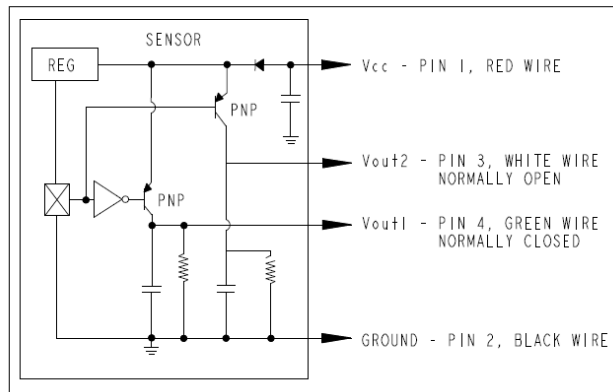 SENSOR
REG
Vcc - PIN 1, RED WIRE
PNP
Vout2 - PIN 3, WHITE WIRE
NORMALLY OPEN
PNP
Vout1 - PIN 4, GREEN WIRE
NORMALLY CLOSED
GROUND - PIN 2, BLACK WIRE